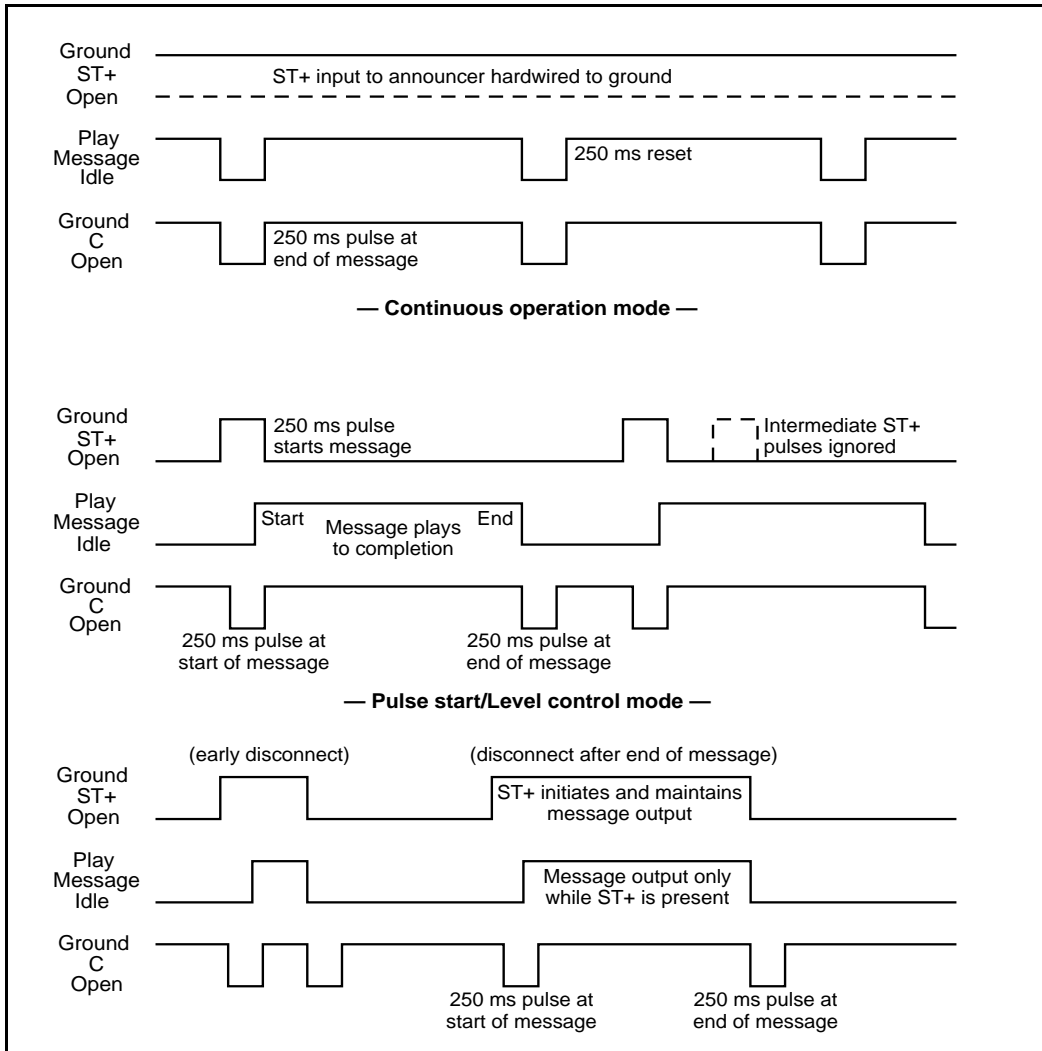 Ground
ST+
Open
ST+ input to announcer hardwired to ground
Play
Message
Idle
250 ms reset
Ground
C
Open
250 ms pulse at
end of message
— Continuous operation mode —
Ground
ST+
Open
250 ms pulse
starts message
Intermediate ST+
pulses ignored
Play
Message
Idle
Start
Message plays
to completion
End
Ground
C
Open
250 ms pulse at
start of message
250 ms pulse at
end of message
— Pulse start/Level control mode —
(early disconnect)
(disconnect after end of message)
Ground
ST+
Open
ST+ initiates and maintains
message output
Play
Message
Idle
Message output only
while ST+ is present
Ground
C
Open
250 ms pulse at
start of message
250 ms pulse at
end of message